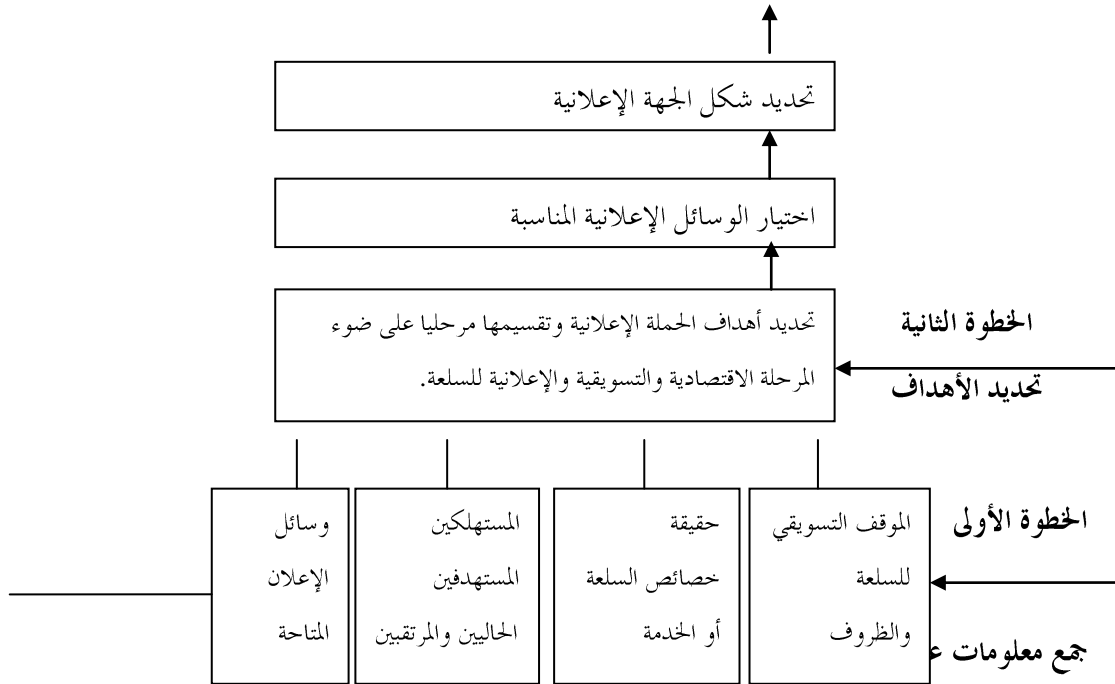 تحديد شكل الجهة الإعلانية
اختيار الوسائل الإعلانية المناسبة
الخطوة الثانية
تحديد الأهداف
تحديد أهداف الحملة الإعلانية وتقسيمها مرحليا على ضوء
المرحلة الاقتصادية والتسويقية والإعلانية للسلعة.
الخطوة الأولى
جمع معلومات
الموقف التسويقي
للسلعة
والظروف
حقيقة
خصائص السلعة
أو الخدمة
المستهلكين
المستهدفين
الحاليين والمرتقبين
وسائل
الإعلان
المتاحة